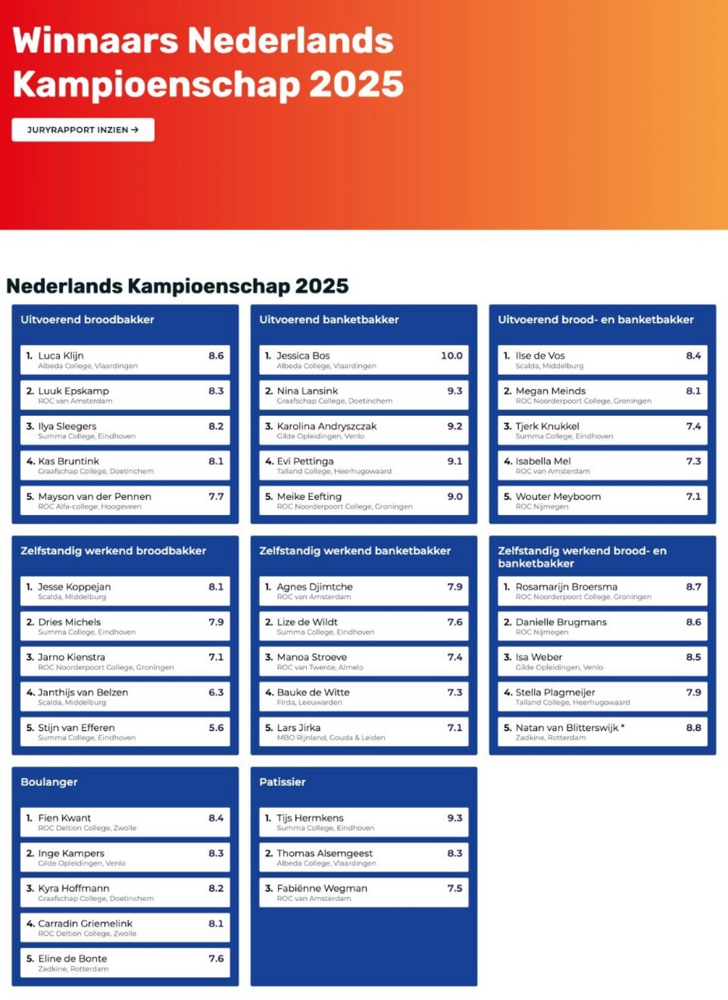 Winnaars Nederlands
Kampioenschap 2025
JURYRAPPORT INZIEN →
Nederlands Kampioenschap 2025
Uitvoerend broodbakker
1. Luca Klijn 8.6
Albeda College, Vlaardingen
2. Luuk Epskamp 8.3
ROC van Amsterdam
3. Ilya Sleegers 8.2
Summa College, Eindhoven
4. Kas Bruntink 8.1
Graafschap College, Doetinchem
5. Mayson van der Pennen 7.7
ROC Alfa-college, Hoogeveen
Uitvoerend banketbakker
1. Jessica Bos 10.0
Albeda College, Vlaardingen
2. Nina Lansink 9.3
Graafschap College, Doetinchem
3. Karolina Andryszczak 9.2
Gilde Opleidingen, Venlo
4. Evi Pettinga 9.1
Talland College, Heerhugowaard
5. Meike Eefting 9.0
ROC Noorderpoort College, Groningen
Uitvoerend brood- en banketbakker
1. Ilse de Vos 8.4
Scalda, Middelburg
2. Megan Meinds 8.1
ROC Noorderpoort College, Groningen
3. Tjerk Knukkel 7.4
Summa College, Eindhoven
4. Isabella Mel 7.3
ROC van Amsterdam
5. Wouter Meyboom 7.1
ROC Nijmegen
Zelfstandig werkend broodbakker
1. Jesse Koppejan 8.1
Scalda, Middelburg
2. Dries Michels 7.9
Summa College, Eindhoven
3. Jarno Kienstra 7.1
ROC Noorderpoort College, Groningen
4. Janthijs van Belzen 6.3
Scalda, Middelburg
5. Stijn van Efferen 5.6
Summa College, Eindhoven
Zelfstandig werkend banketbakker
1. Agnes Djimtche 7.9
ROC van Amsterdam
2. Lize de Wildt 7.6
Summa College, Eindhoven
3. Manoa Stroeve 7.4
ROC van Twente, Almelo
4. Bauke de Witte 7.3
Firda, Leeuwarden
5. Lars Jirka 7.1
MBO Rijnland, Gouda & Leiden
Zelfstandig werkend brood- en
banketbakker
1. Rosamarijn Broersma 8.7
ROC Noorderpoort College, Groningen
2. Danielle Brugmans 8.6
ROC Nijmegen
3. Isa Weber 8.5
Gilde Opleidingen, Venlo
4. Stella Plagmeijer 7.9
Talland College, Heerhugowaard
5. Natan van Blitterswijk * 8.8
Zadkine, Rotterdam
Boulanger
1. Fien Kwant 8.4
ROC Deltion College, Zwolle
2. Inge Kampers 8.3
Gilde Opleidingen, Venlo
3. Kyra Hoffmann 8.2
Graafschap College, Doetinchem
4. Carradin Griemelink 8.1
ROC Deltion College, Zwolle
5. Eline de Bonte 7.6
Zadkine, Rotterdam
Patissier
1. Tijs Hermkens 9.3
Summa College, Eindhoven
2. Thomas Alsemgeest 8.3
Albeda College, Vlaardingen
3. Fabiënne Wegman 7.5
ROC van Amsterdam